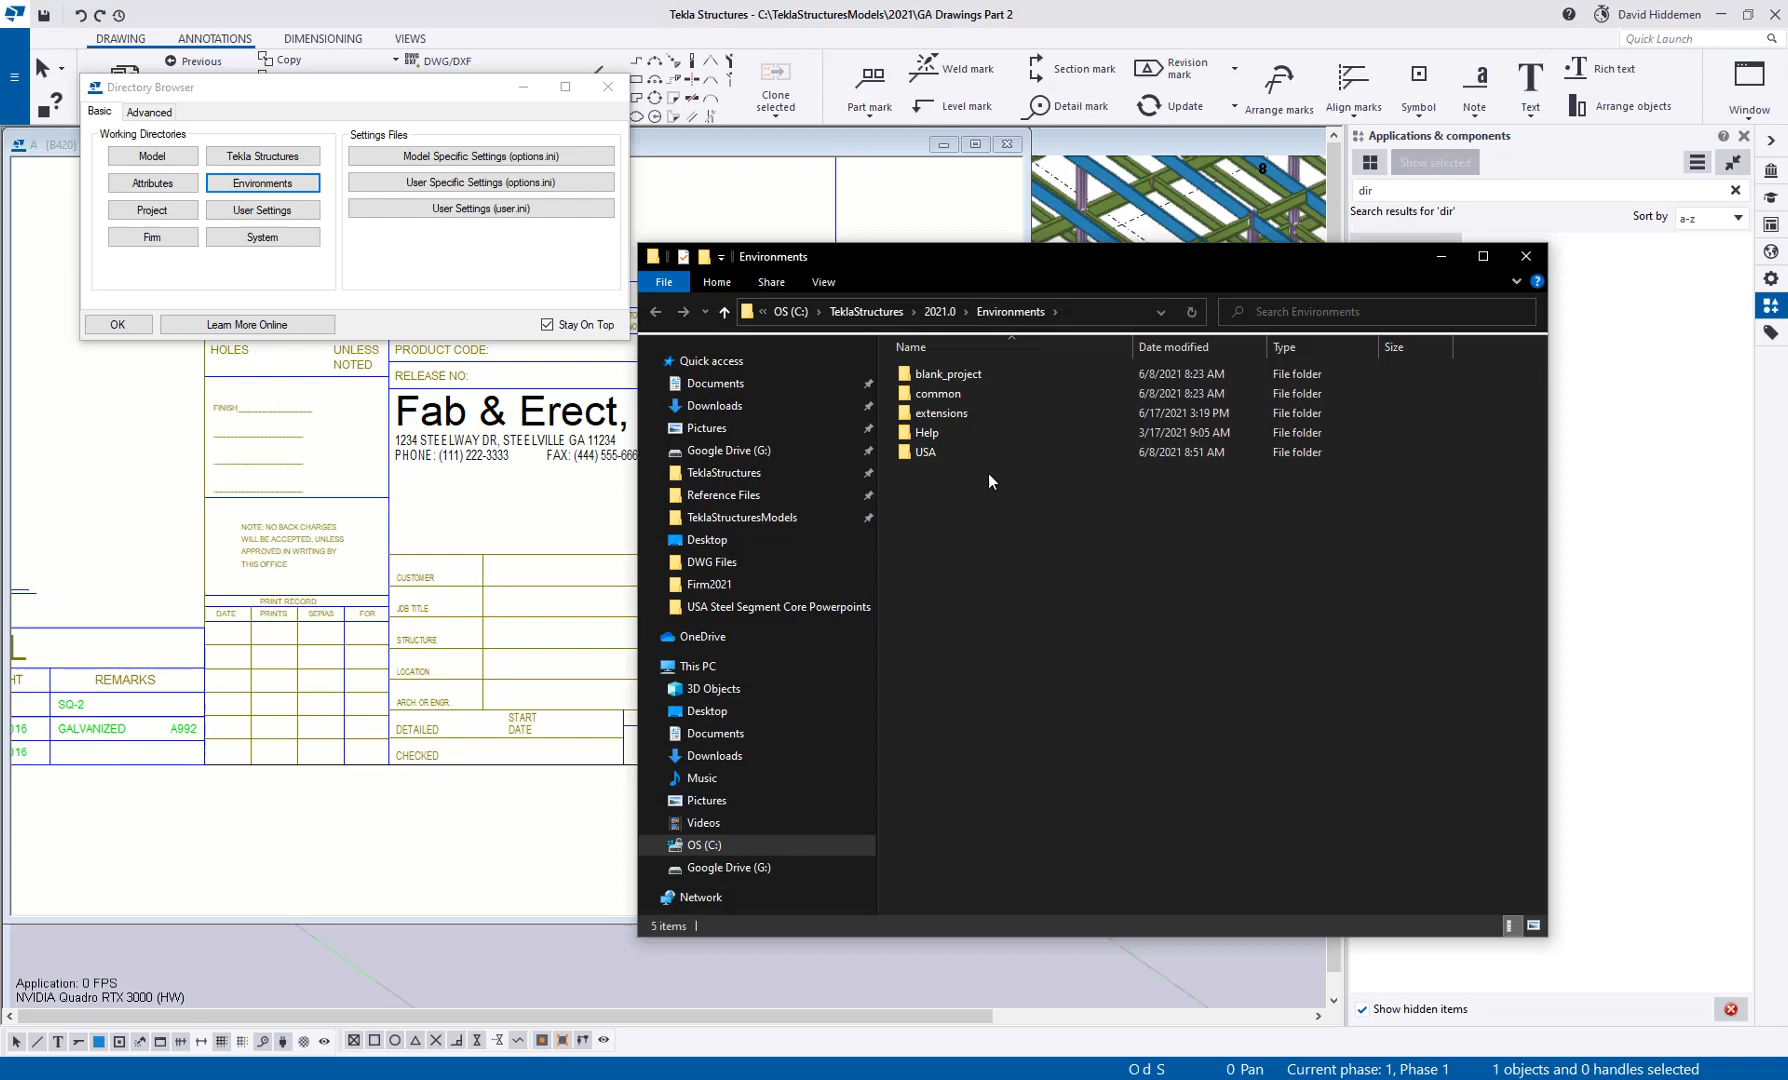 Tekla Structures - C:\TeklaStructuresModels\2021\GA Drawings Part 2
David Hiddemen
DRAWING
ANNOTATIONS
DIMENSIONING
VIEWS
Quick Launch
Previous
Copy
DWG/DXF
Clone selected
Part mark
Weld mark
Level mark
Section mark
Detail mark
Revision mark
Update
Arrange marks
Align marks
Symbol
Note
Text
Rich text
Arrange objects
Window
Directory Browser
Basic
Advanced
Working Directories
Model
Tekla Structures
Attributes
Environments
Project
User Settings
Firm
System
Settings Files
Model Specific Settings (options.ini)
User Specific Settings (options.ini)
User Settings (user.ini)
OK
Learn More Online
Stay On Top
A [B420]
8
Applications & components
Show selected
dir
Search results for 'dir'
Sort by
a-z
Show hidden items
Environments
File
Home
Share
View
« OS (C:) › TeklaStructures › 2021.0 › Environments ›
Search Environments
Name
Date modified
Type
Size
blank_project 6/8/2021 8:23 AM File folder
common 6/8/2021 8:23 AM File folder
extensions 6/17/2021 3:19 PM File folder
Help 3/17/2021 9:05 AM File folder
USA 6/8/2021 8:51 AM File folder
Quick access
Documents
Downloads
Pictures
Google Drive (G:)
TeklaStructures
Reference Files
TeklaStructuresModels
Desktop
DWG Files
Firm2021
USA Steel Segment Core Powerpoints
OneDrive
This PC
3D Objects
Desktop
Documents
Downloads
Music
Pictures
Videos
OS (C:)
Google Drive (G:)
Network
5 items
HOLES
UNLESS
NOTED
PRODUCT CODE:
RELEASE NO:
FINISH
Fab & Erect,
1234 STEELWAY DR, STEELVILLE GA 11234
PHONE: (111) 222-3333 FAX: (444) 555-666
NOTE: NO BACK CHARGES
WILL BE ACCEPTED, UNLESS
APPROVED IN WRITING BY
THIS OFFICE
PRINT RECORD
DATE
PRINTS
SEPIAS
FOR
CUSTOMER
JOB TITLE
STRUCTURE
LOCATION
ARCH. OR ENGR.
DETAILED
START
DATE
CHECKED
L
HT
REMARKS
SQ-2
016
GALVANIZED
A992
016
Application: 0 FPS
NVIDIA Quadro RTX 3000 (HW)
O d S
0 Pan
Current phase: 1, Phase 1
1 objects and 0 handles selected